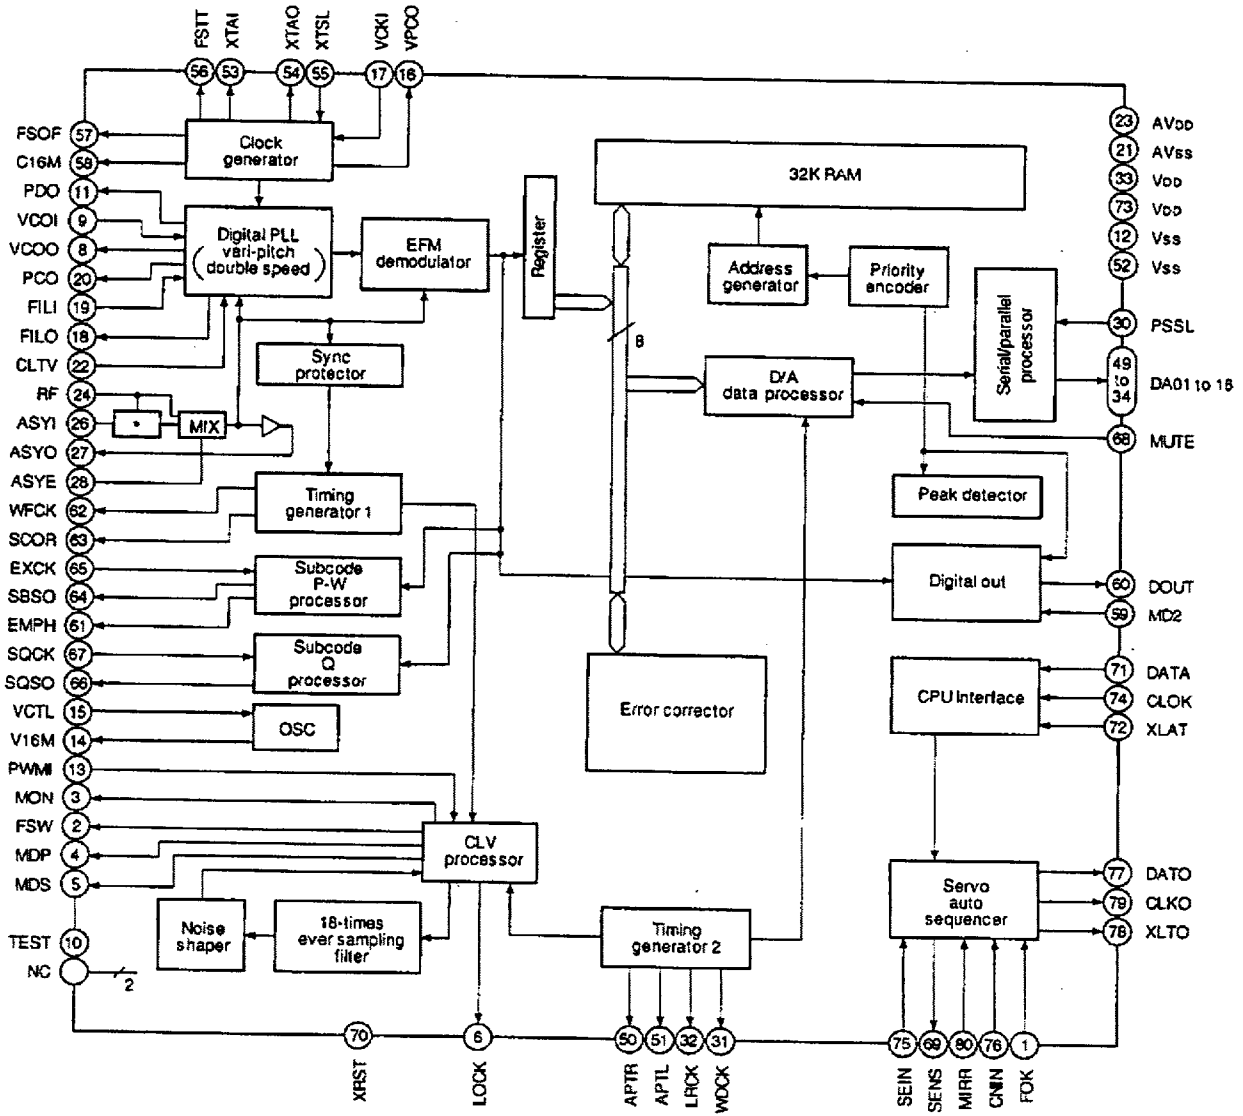 FSTT
XTAI
XTAO
XTSL
VCKI
VPCO
56
53
54
55
17
16
FSOF 57
C16M 58
PDO 11
VCOI 9
VCOO 8
PCO 20
FILI 19
FILO 18
CLTV 22
RF 24
ASYI 26
ASYO 27
ASYE 28
WFCK 62
SCOR 63
EXCK 65
SBSO 64
EMPH 61
SQCK 67
SQSO 66
VCTL 15
V16M 14
PWMI 13
MON 3
FSW 2
MDP 4
MDS 5
TEST 10
NC
2
Clock
generator
Digital PLL
( vari-pitch
double speed )
EFM
demodulator
Register
32K RAM
Address
generator
Priority
encoder
Serial/parallel
processor
8
Sync
protector
D/A
data processor
*
MIX
Timing
generator 1
Peak detector
Subcode
P-W
processor
Digital out
Subcode
Q
processor
OSC
Error corrector
CPU Interface
CLV
processor
Servo
auto
sequencer
Noise
shaper
18-times
ever sampling
filter
Timing
generator 2
23 AVDD
21 AVSS
33 VDD
73 VDD
12 VSS
52 VSS
30 PSSL
49
to
34
DA01 to 16
68 MUTE
60 DOUT
59 MD2
71 DATA
74 CLOK
72 XLAT
77 DATO
79 CLKO
78 XLTO
70
6
50
51
32
31
75
69
80
76
1
XRST
LOCK
APTR
APTL
LRCK
WDCK
SEIN
SENS
MIRR
CNIN
FOK